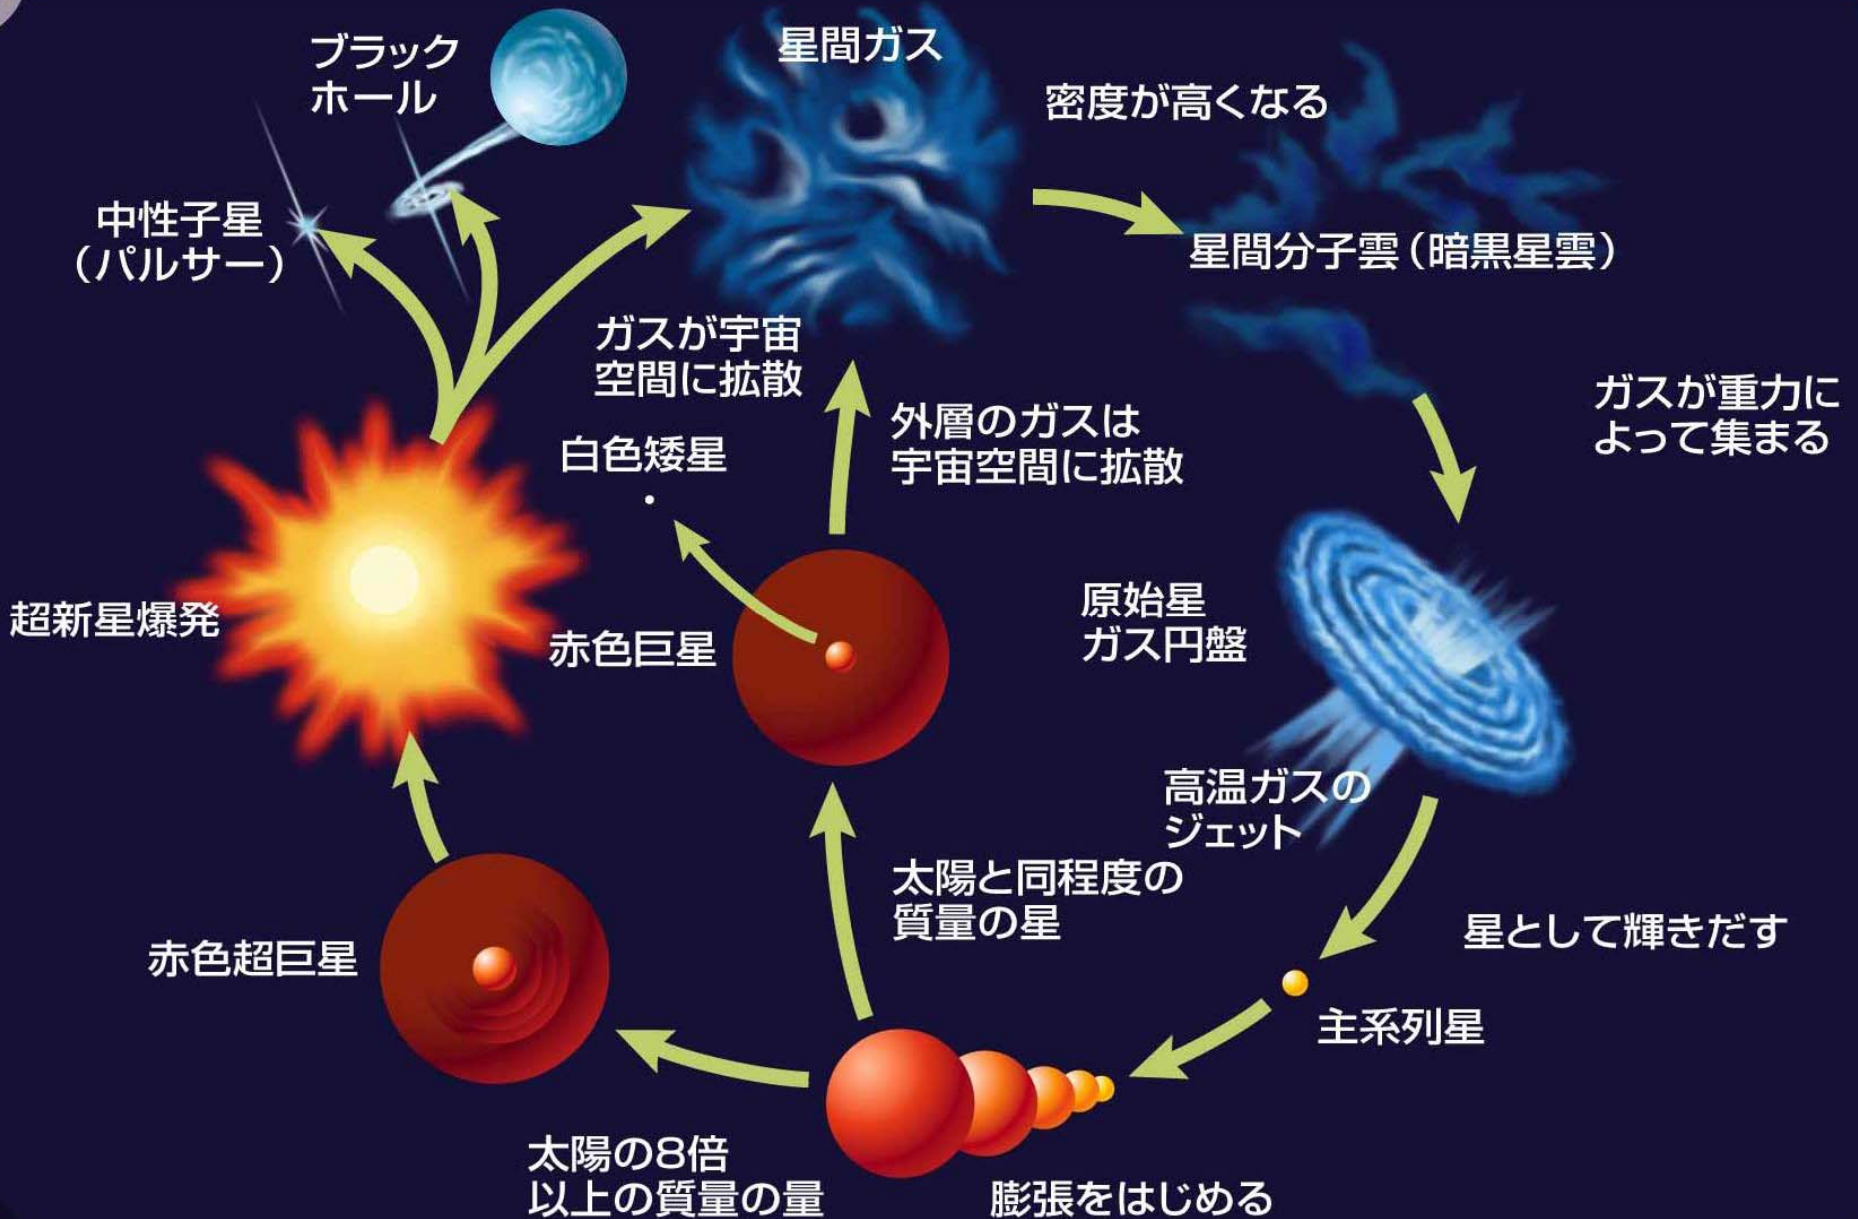 ブラック
ホール
星間ガス
密度が高くなる
中性子星
（パルサー）
星間分子雲（暗黒星雲）
ガスが宇宙
空間に拡散
外層のガスは
宇宙空間に拡散
ガスが重力に
よって集まる
白色矮星
超新星爆発
赤色巨星
原始星
ガス円盤
高温ガスの
ジェット
太陽と同程度の
質量の星
赤色超巨星
星として輝きだす
主系列星
太陽の8倍
以上の質量の量
膨張をはじめる